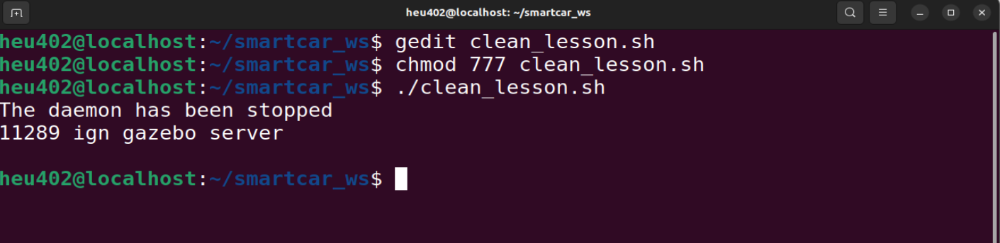 heu402@localhost: ~/smartcar_ws
heu402@localhost:~/smartcar_ws$ gedit clean_lesson.sh
heu402@localhost:~/smartcar_ws$ chmod 777 clean_lesson.sh
heu402@localhost:~/smartcar_ws$ ./clean_lesson.sh
The daemon has been stopped
11289 ign gazebo server
heu402@localhost:~/smartcar_ws$